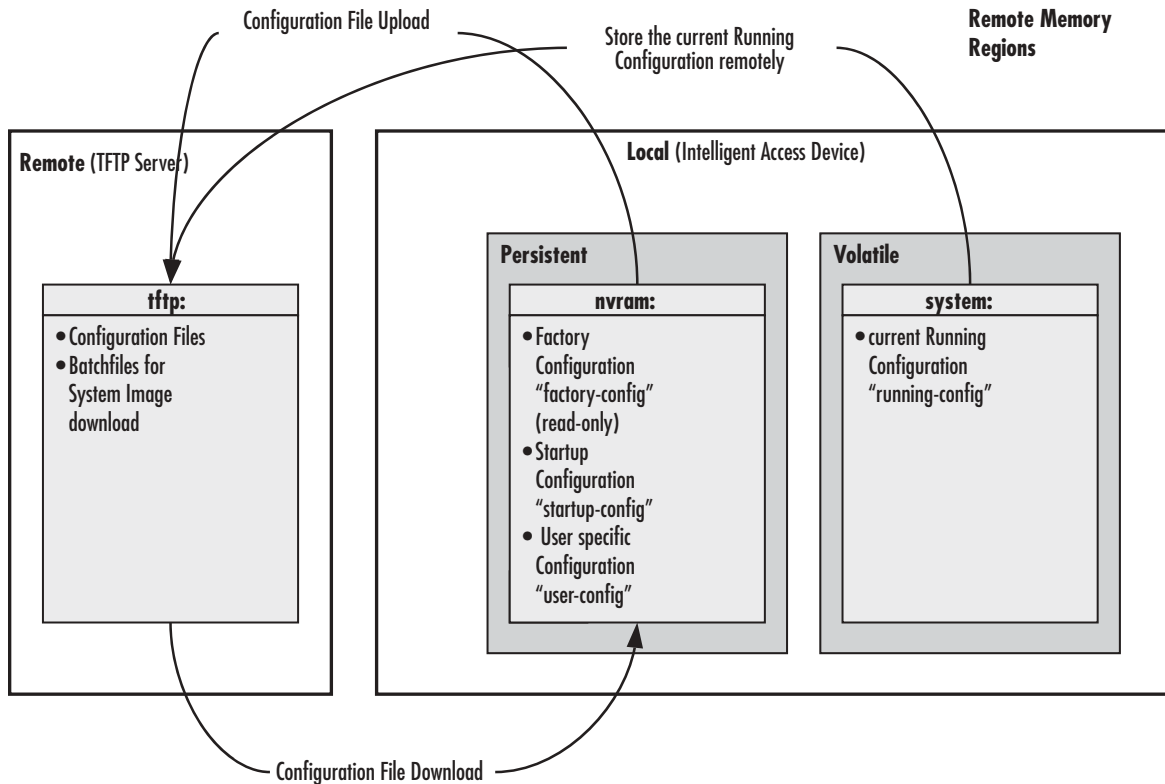 Configuration File Upload
Store the current Running
Configuration remotely
Remote Memory
Regions
Remote (TFTP Server)
Local (Intelligent Access Device)
tftp:
• Configuration Files
• Batchfiles for
System Image
download
Persistent
nvram:
• Factory
Configuration
“factory-config”
(read-only)
• Startup
Configuration
“startup-config”
• User specific
Configuration
“user-config”
Volatile
system:
• current Running
Configuration
“running-config”
Configuration File Download